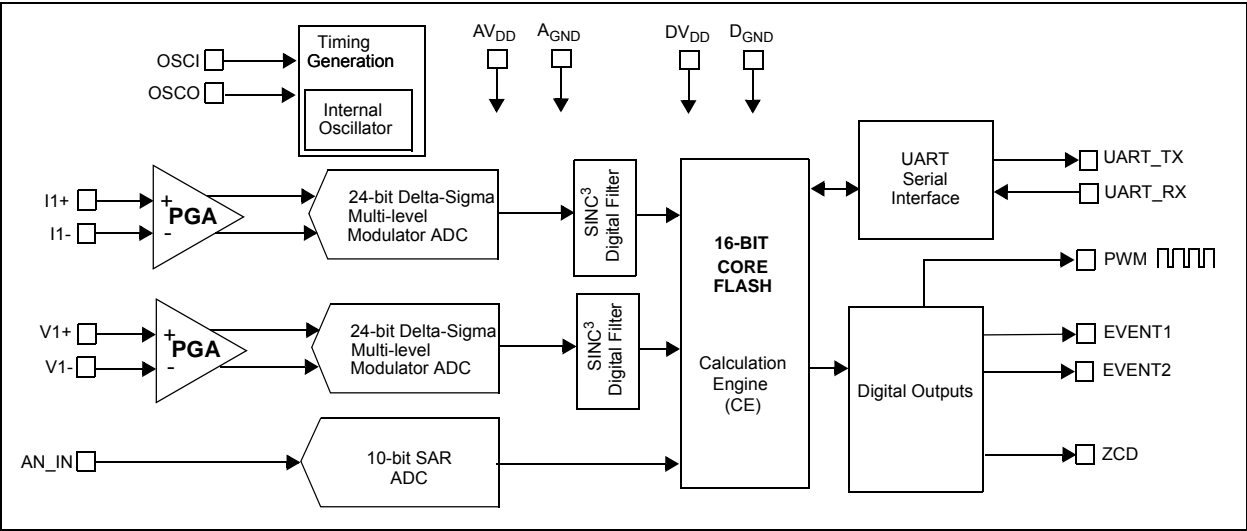 OSCI
OSCO
Timing
Generation
Internal
Oscillator
AVDD
AGND
DVDD
DGND
I1+
I1-
+
PGA
-
24-bit Delta-Sigma
Multi-level
Modulator ADC
SINC3
Digital Filter
V1+
V1-
+
PGA
-
24-bit Delta-Sigma
Multi-level
Modulator ADC
SINC3
Digital Filter
AN_IN
10-bit SAR
ADC
16-BIT
CORE
FLASH
Calculation
Engine
(CE)
UART
Serial
Interface
UART_TX
UART_RX
Digital Outputs
PWM
EVENT1
EVENT2
ZCD